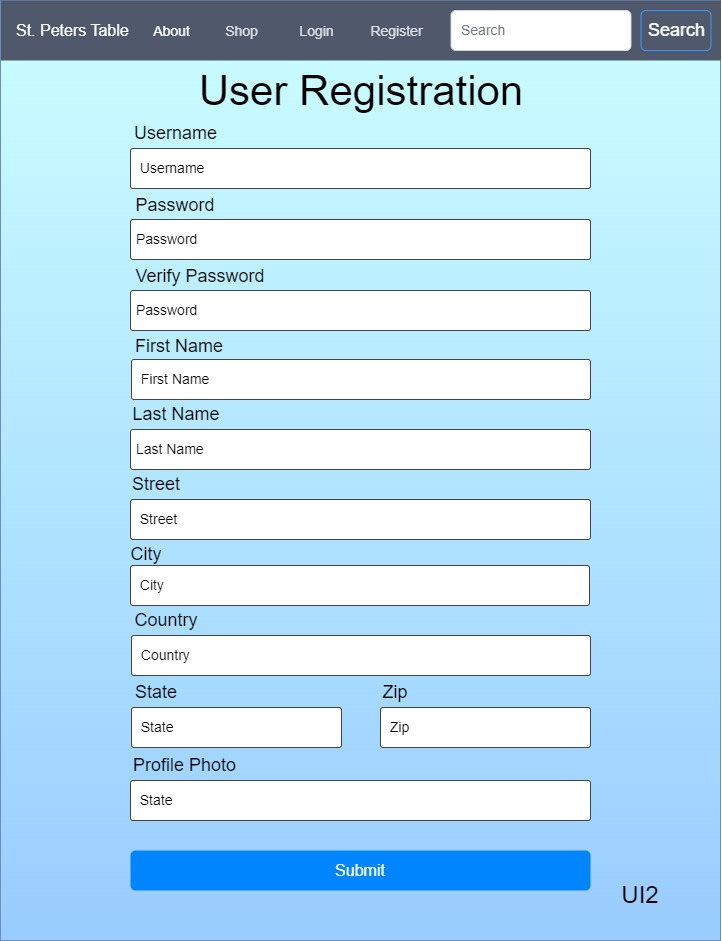 St. Peters Table About Shop Login Register Search Search
User Registration
Username
Username
Password
Password
Verify Password
Password
First Name
First Name
Last Name
Last Name
Street
Street
City
City
Country
Country
State Zip
State Zip
Profile Photo
State
Submit
UI2